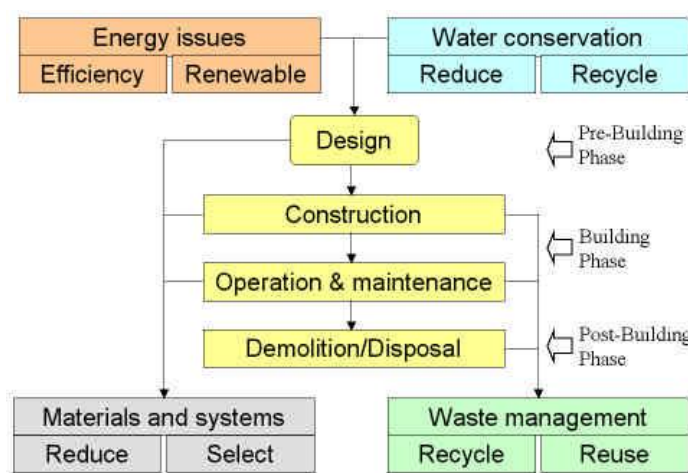 Energy issues
Efficiency
Renewable
Water conservation
Reduce
Recycle
Design
Pre-Building
Phase
Construction
Building
Phase
Operation & maintenance
Demolition/Disposal
Post-Building
Phase
Materials and systems
Reduce
Select
Waste management
Recycle
Reuse